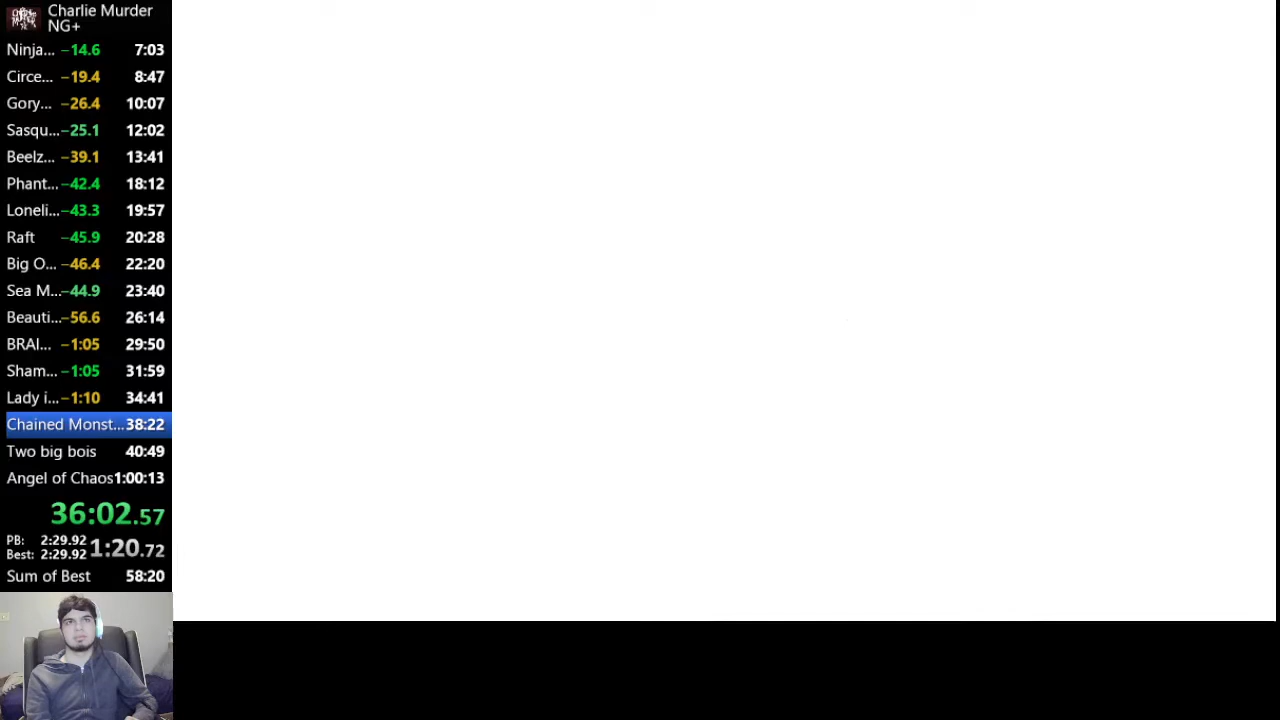 Charlie Murder
NG+
Ninja... −14.6 7:03
Circe... −19.4 8:47
Gory... −26.4 10:07
Sasqu... −25.1 12:02
Beelz... −39.1 13:41
Phant... −42.4 18:12
Loneli... −43.3 19:57
Raft −45.9 20:28
Big O... −46.4 22:20
Sea M... −44.9 23:40
Beauti... −56.6 26:14
BRAI... −1:05 29:50
Sham... −1:05 31:59
Lady i... −1:10 34:41
Chained Monst... 38:22
Two big bois 40:49
Angel of Chaos 1:00:13
36:02.57
PB: 2:29.92
Best: 2:29.92 1:20.72
Sum of Best 58:20